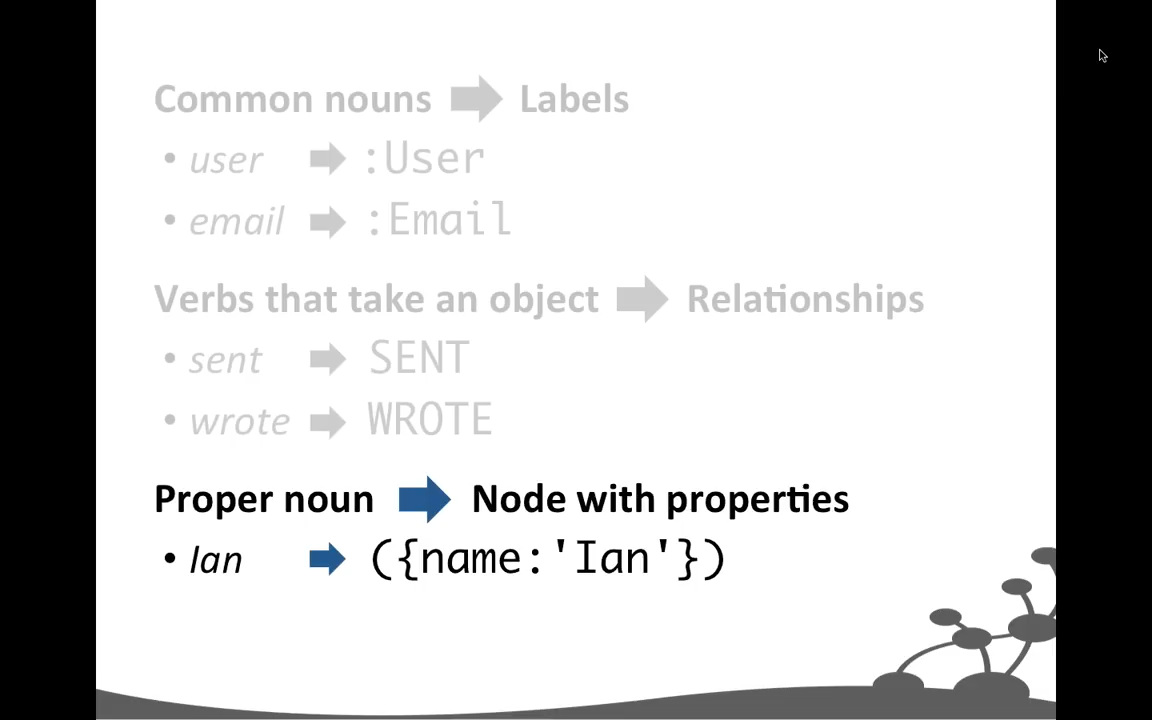 Common nouns Labels
• user :User
• email :Email
Verbs that take an object Relationships
• sent SENT
• wrote WROTE
Proper noun Node with properties
• Ian ({name:'Ian'})